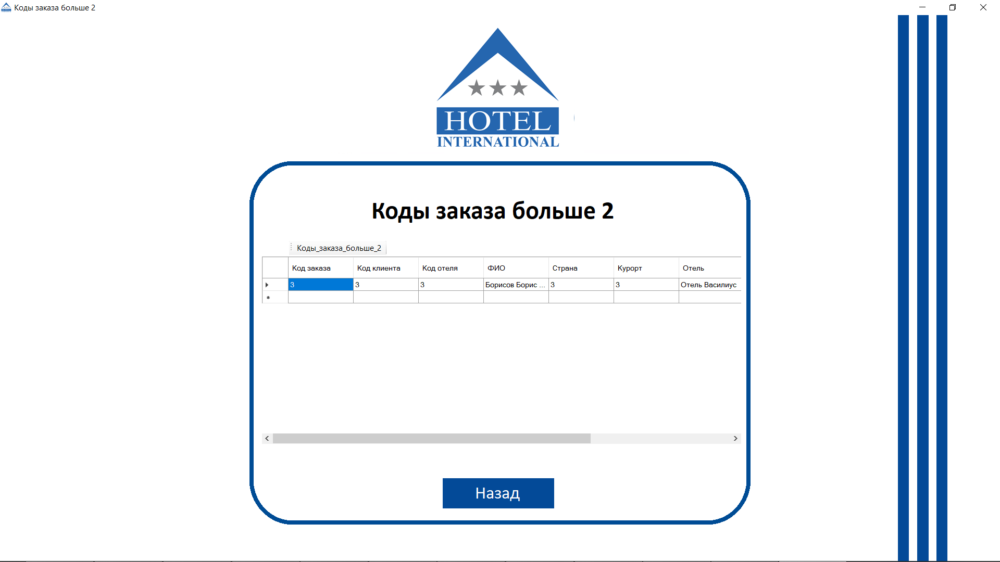 Коды заказа больше 2
HOTEL
INTERNATIONAL
Коды заказа больше 2
Коды_заказа_больше_2
Код заказа Код клиента Код отеля ФИО Страна Курорт Отель
3 3 3 Борисов Борис ... 3 3 Отель Василиус
Назад